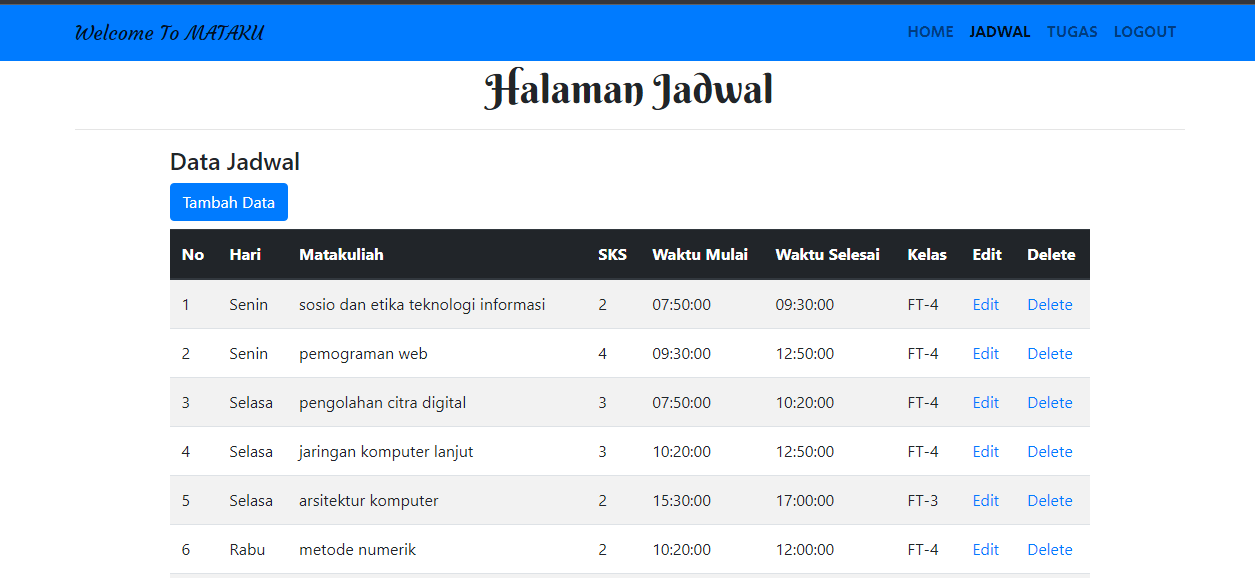 Welcome To MATAKU HOME JADWAL TUGAS LOGOUT
Halaman Jadwal
Data Jadwal
Tambah Data
No Hari Matakuliah SKS Waktu Mulai Waktu Selesai Kelas Edit Delete
1 Senin sosio dan etika teknologi informasi 2 07:50:00 09:30:00 FT-4 Edit Delete
2 Senin pemograman web 4 09:30:00 12:50:00 FT-4 Edit Delete
3 Selasa pengolahan citra digital 3 07:50:00 10:20:00 FT-4 Edit Delete
4 Selasa jaringan komputer lanjut 3 10:20:00 12:50:00 FT-4 Edit Delete
5 Selasa arsitektur komputer 2 15:30:00 17:00:00 FT-3 Edit Delete
6 Rabu metode numerik 2 10:20:00 12:00:00 FT-4 Edit Delete